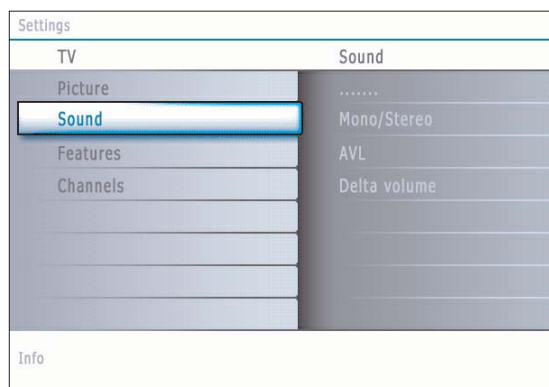 Settings
TV
Sound
Picture
Sound
Features
Channels
.......
Mono/Stereo
AVL
Delta volume
Info